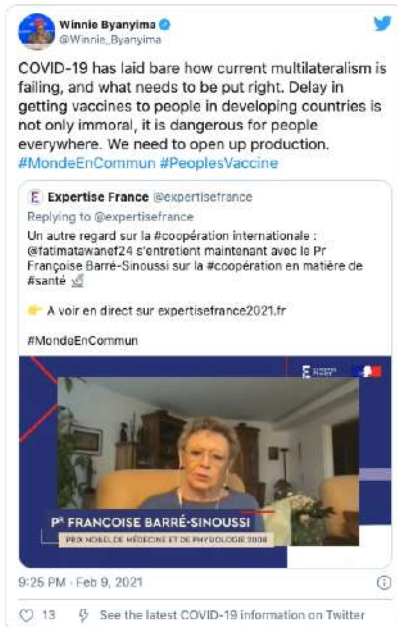 Winnie Byanyima
@Winnie_Byanyima
COVID-19 has laid bare how current multilateralism is
failing, and what needs to be put right. Delay in
getting vaccines to people in developing countries is
not only immoral, it is dangerous for people
everywhere. We need to open up production.
#MondeEnCommun #PeoplesVaccine
Expertise France @expertisefrance
Replying to @expertisefrance
Un autre regard sur la #coopération internationale :
@fatimatawanef24 s'entretient maintenant avec le Pr
Françoise Barré-Sinoussi sur la #coopération en matière de
#santé
A voir en direct sur expertisefrance2021.fr
#MondeEnCommun
PR FRANÇOISE BARRÉ-SINOUSSI
PRIX NOBEL DE MÉDECINE ET DE PHYSIOLOGIE 2008
9:25 PM · Feb 9, 2021
13 See the latest COVID-19 information on Twitter